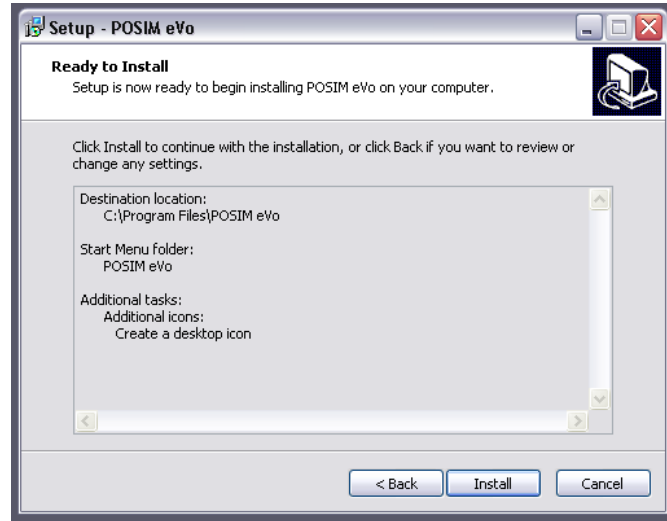 Setup - POSIM eVo
Ready to Install
Setup is now ready to begin installing POSIM eVo on your computer.
Click Install to continue with the installation, or click Back if you want to review or
change any settings.
Destination location:
C:\Program Files\POSIM eVo
Start Menu folder:
POSIM eVo
Additional tasks:
Additional icons:
Create a desktop icon
< Back
Install
Cancel